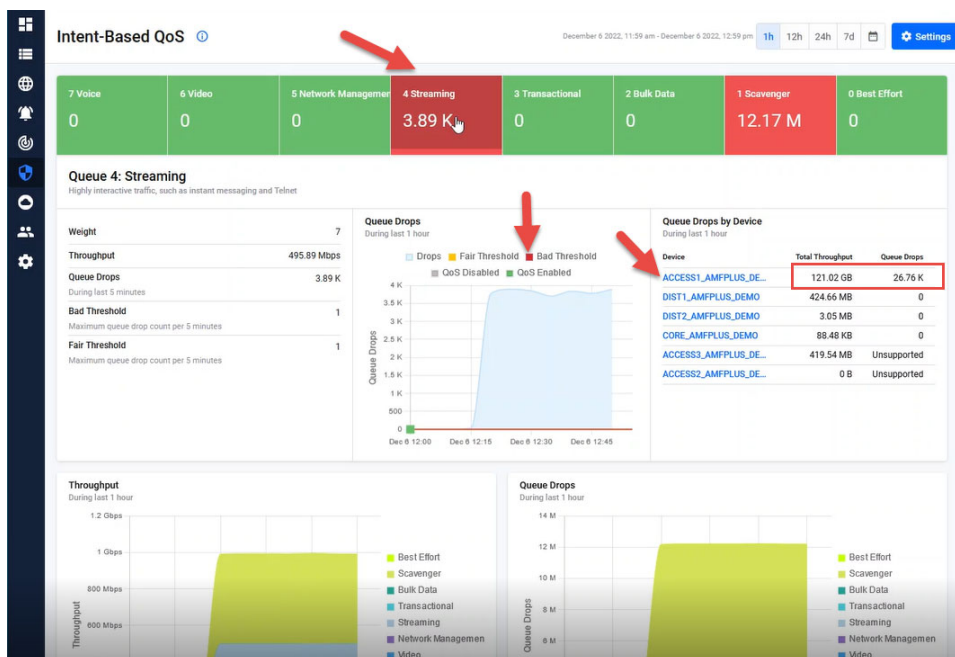 Intent-Based QoS
December 6 2022, 11:59 am - December 6 2022, 12:59 pm 1h 12h 24h 7d Settings
7 Voice 6 Video 5 Network Managemer 4 Streaming 3 Transactional 2 Bulk Data 1 Scavenger 0 Best Effort
0 0 0 3.89 K 0 0 12.17 M 0
Queue 4: Streaming
Highly interactive traffic, such as instant messaging and Telnet
Weight 7
Throughput 495.89 Mbps
Queue Drops 3.89 K
During last 5 minutes
Bad Threshold 1
Maximum queue drop count per 5 minutes
Fair Threshold 1
Maximum queue drop count per 5 minutes
Queue Drops
During last 1 hour
Drops Fair Threshold Bad Threshold
QoS Disabled QoS Enabled
4 K
3.5 K
3 K
2.5 K
2 K
1.5 K
1 K
500
0
Queue Drops
Dec 6 12:00 Dec 6 12:15 Dec 6 12:30 Dec 6 12:45
Queue Drops by Device
During last 1 hour
Device Total Throughput Queue Drops
ACCESS1_AMFPLUS_DE... 121.02 GB 26.76 K
DIST1_AMFPLUS_DEMO 424.66 MB 0
DIST2_AMFPLUS_DEMO 3.05 MB 0
CORE_AMFPLUS_DEMO 88.48 KB 0
ACCESS3_AMFPLUS_DE... 419.54 MB Unsupported
ACCESS2_AMFPLUS_DE... 0 B Unsupported
Throughput
During last 1 hour
1.2 Gbps
1 Gbps
800 Mbps
600 Mbps
Throughput
Best Effort
Scavenger
Bulk Data
Transactional
Streaming
Network Managemen
Video
Queue Drops
During last 1 hour
14 M
12 M
10 M
8 M
6 M
Queue Drops
Best Effort
Scavenger
Bulk Data
Transactional
Streaming
Network Managemen
Video